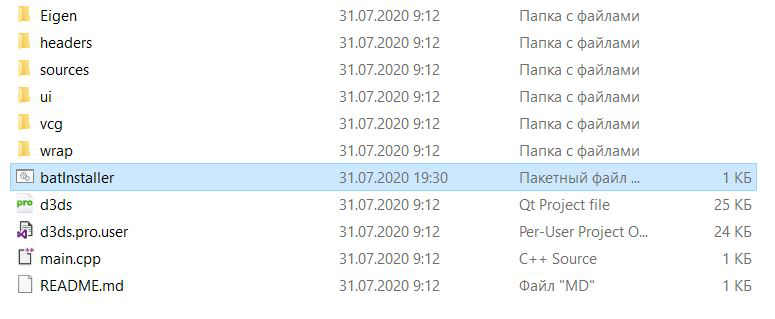 Eigen 31.07.2020 9:12 Папка с файлами
headers 31.07.2020 9:12 Папка с файлами
sources 31.07.2020 9:12 Папка с файлами
ui 31.07.2020 9:12 Папка с файлами
vcg 31.07.2020 9:12 Папка с файлами
wrap 31.07.2020 9:12 Папка с файлами
batInstaller 31.07.2020 19:30 Пакетный файл ... 1 КБ
pro d3ds 31.07.2020 9:12 Qt Project file 25 КБ
d3ds.pro.user 31.07.2020 9:12 Per-User Project O... 24 КБ
main.cpp 31.07.2020 9:12 C++ Source 1 КБ
README.md 31.07.2020 9:12 Файл "MD" 1 КБ